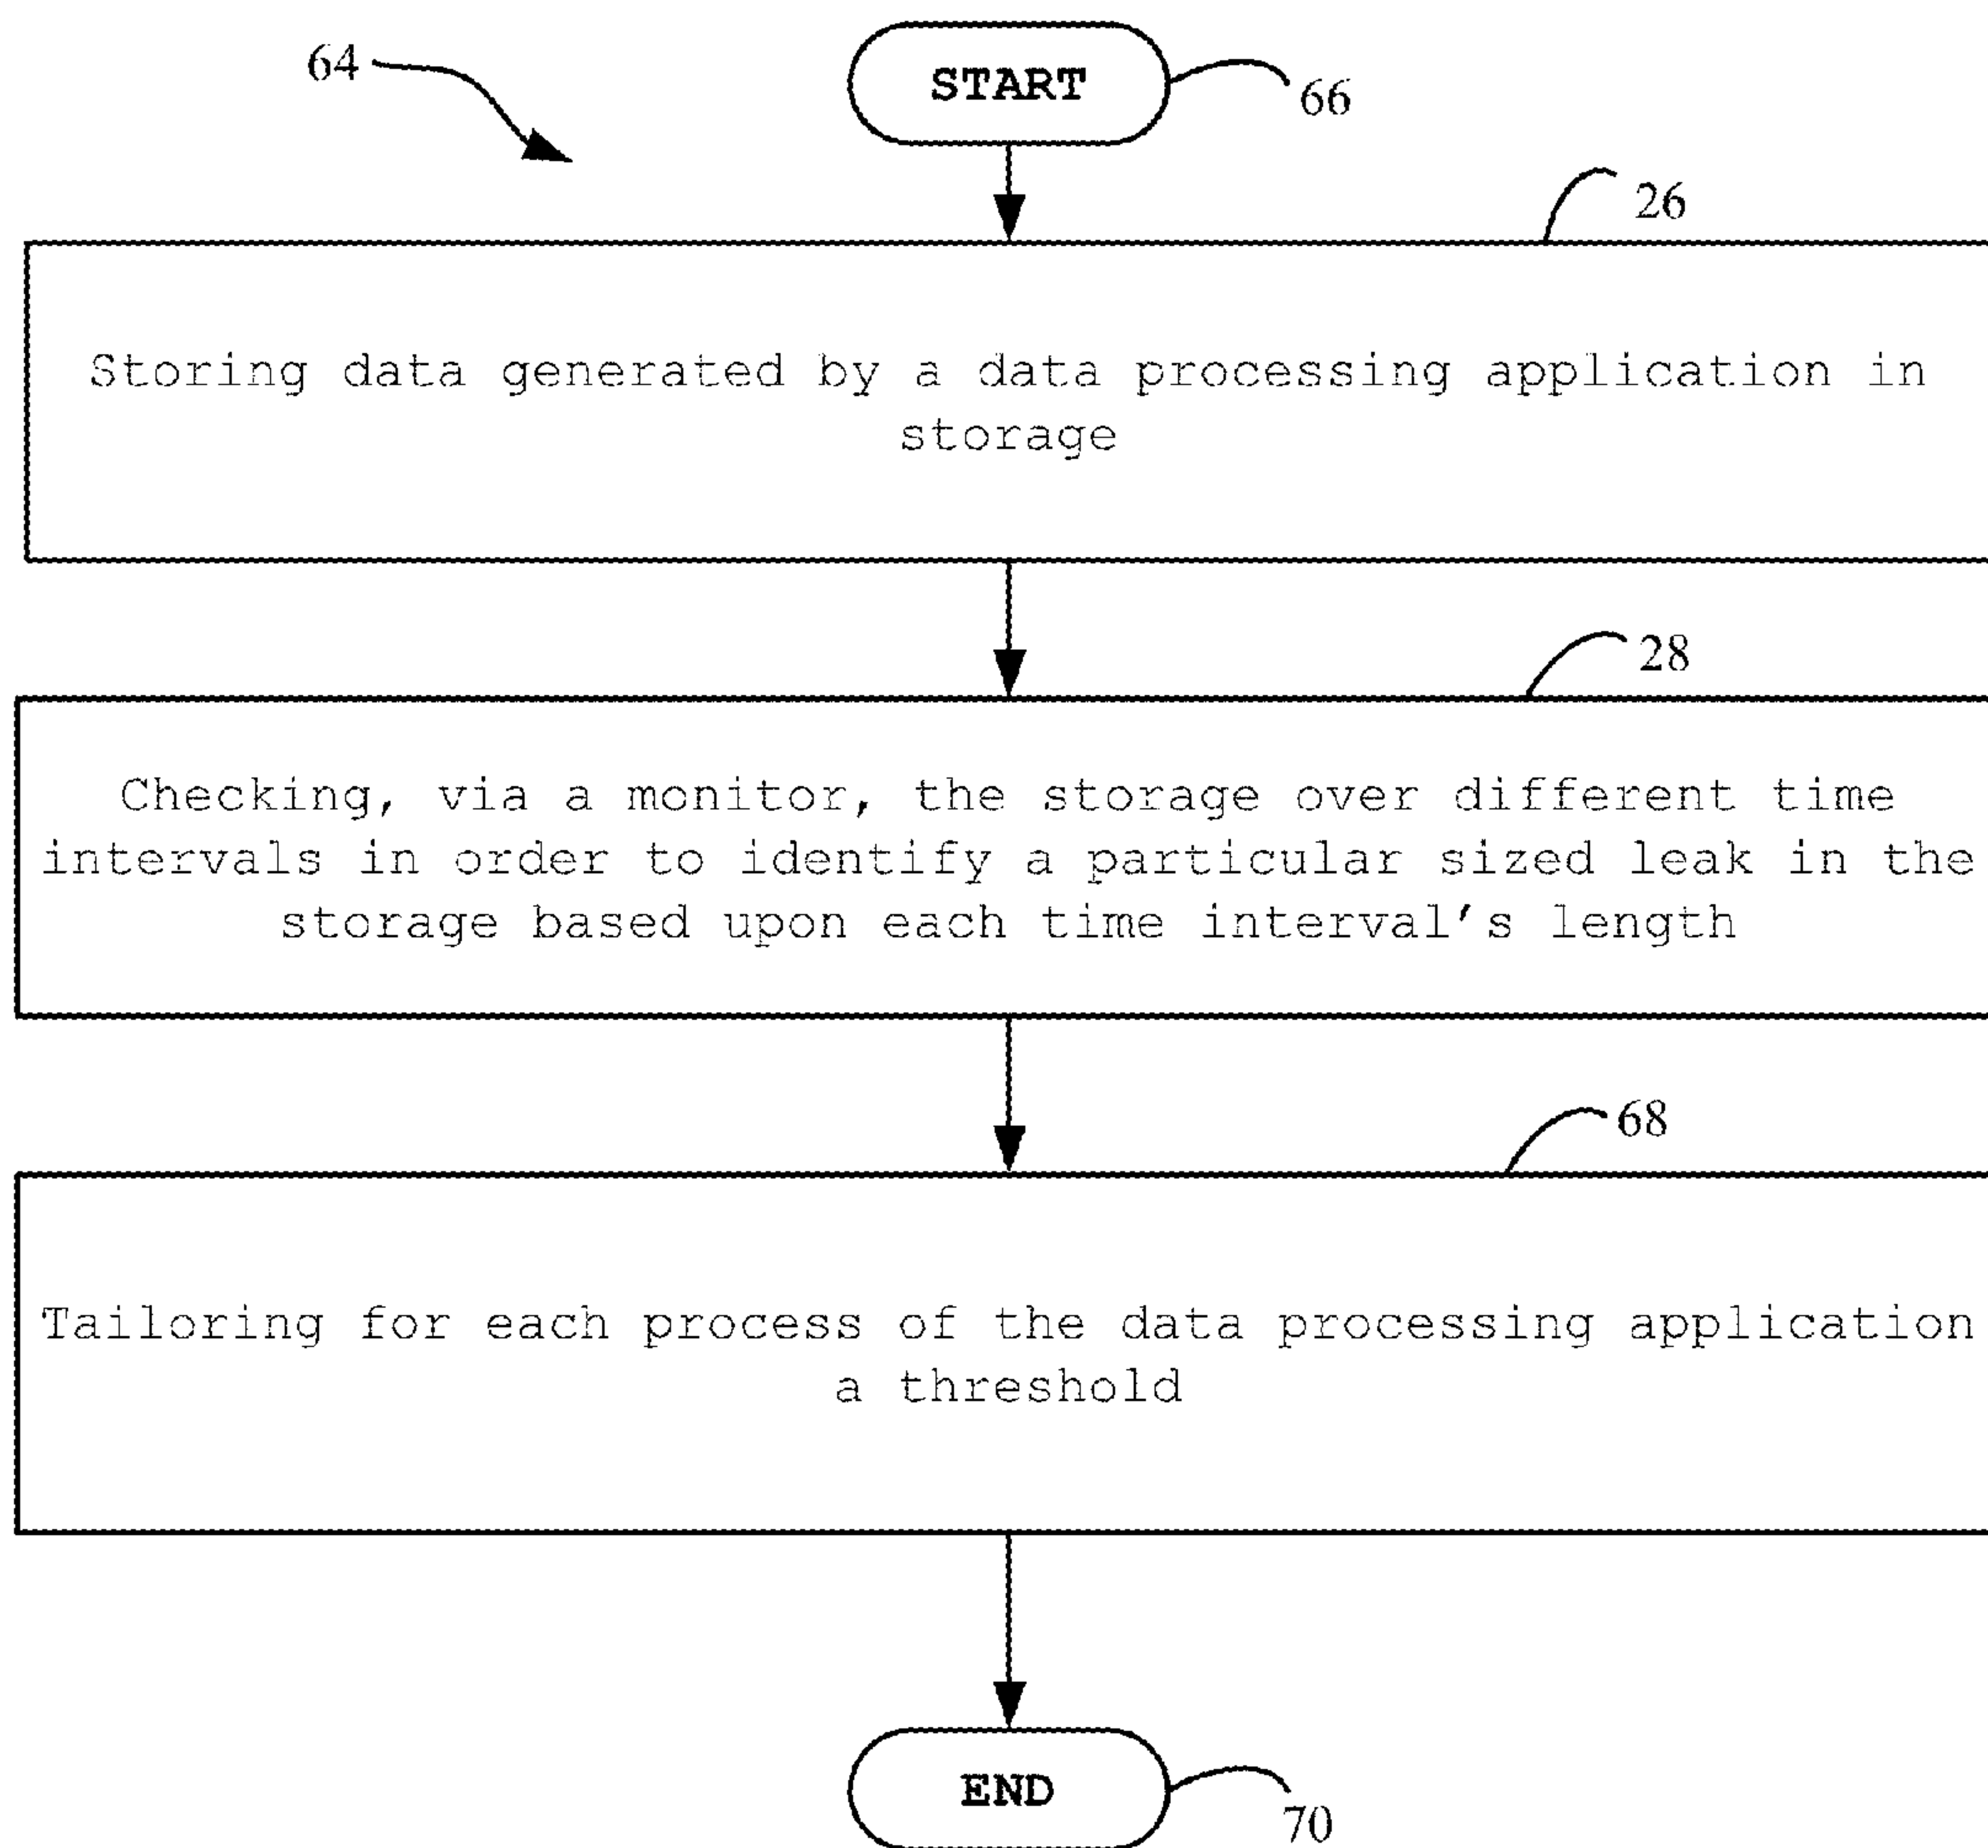 64
START
66
26
Storing data generated by a data processing application in
storage
28
Checking, via a monitor, the storage over different time
intervals in order to identify a particular sized leak in the
storage based upon each time interval's length
68
Tailoring for each process of the data processing application
a threshold
END
70